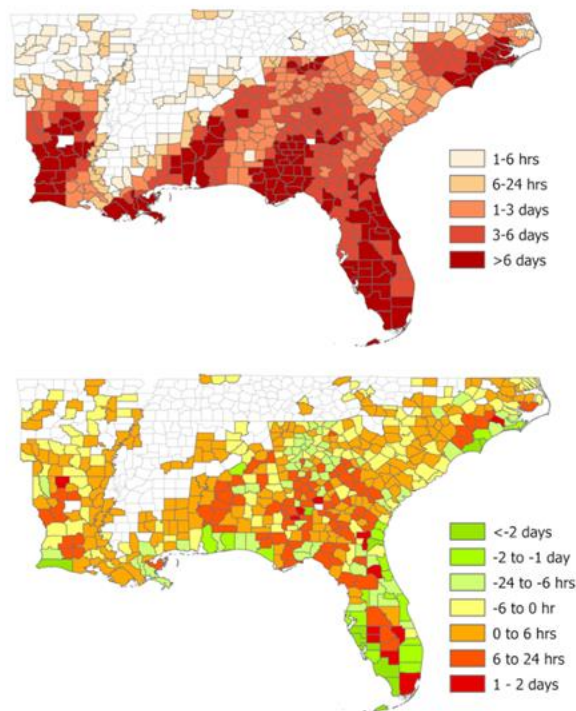 1-6 hrs
6-24 hrs
1-3 days
3-6 days
>6 days
<-2 days
-2 to -1 day
-24 to -6 hrs
-6 to 0 hr
0 to 6 hrs
6 to 24 hrs
1 - 2 days